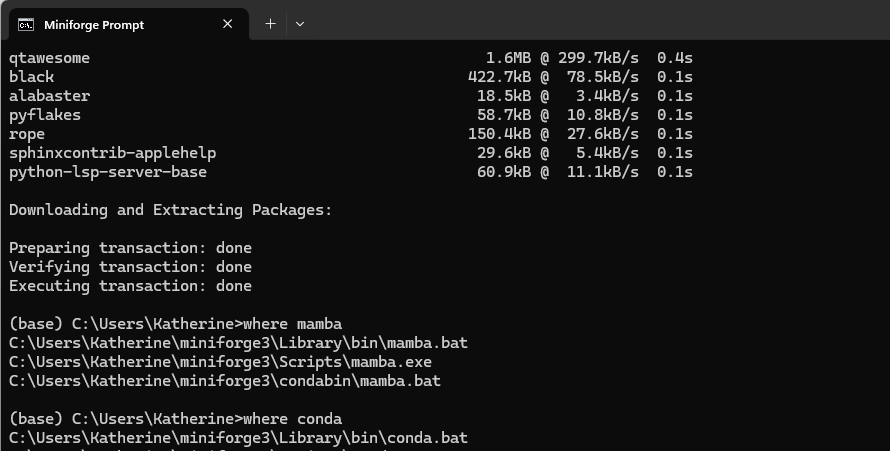 Miniforge Prompt
qtawesome 1.6MB @ 299.7kB/s 0.4s
black 422.7kB @ 78.5kB/s 0.1s
alabaster 18.5kB @ 3.4kB/s 0.1s
pyflakes 58.7kB @ 10.8kB/s 0.1s
rope 150.4kB @ 27.6kB/s 0.1s
sphinxcontrib-applehelp 29.6kB @ 5.4kB/s 0.1s
python-lsp-server-base 60.9kB @ 11.1kB/s 0.1s
Downloading and Extracting Packages:
Preparing transaction: done
Verifying transaction: done
Executing transaction: done
(base) C:\Users\Katherine>where mamba
C:\Users\Katherine\miniforge3\Library\bin\mamba.bat
C:\Users\Katherine\miniforge3\Scripts\mamba.exe
C:\Users\Katherine\miniforge3\condabin\mamba.bat
(base) C:\Users\Katherine>where conda
C:\Users\Katherine\miniforge3\Library\bin\conda.bat